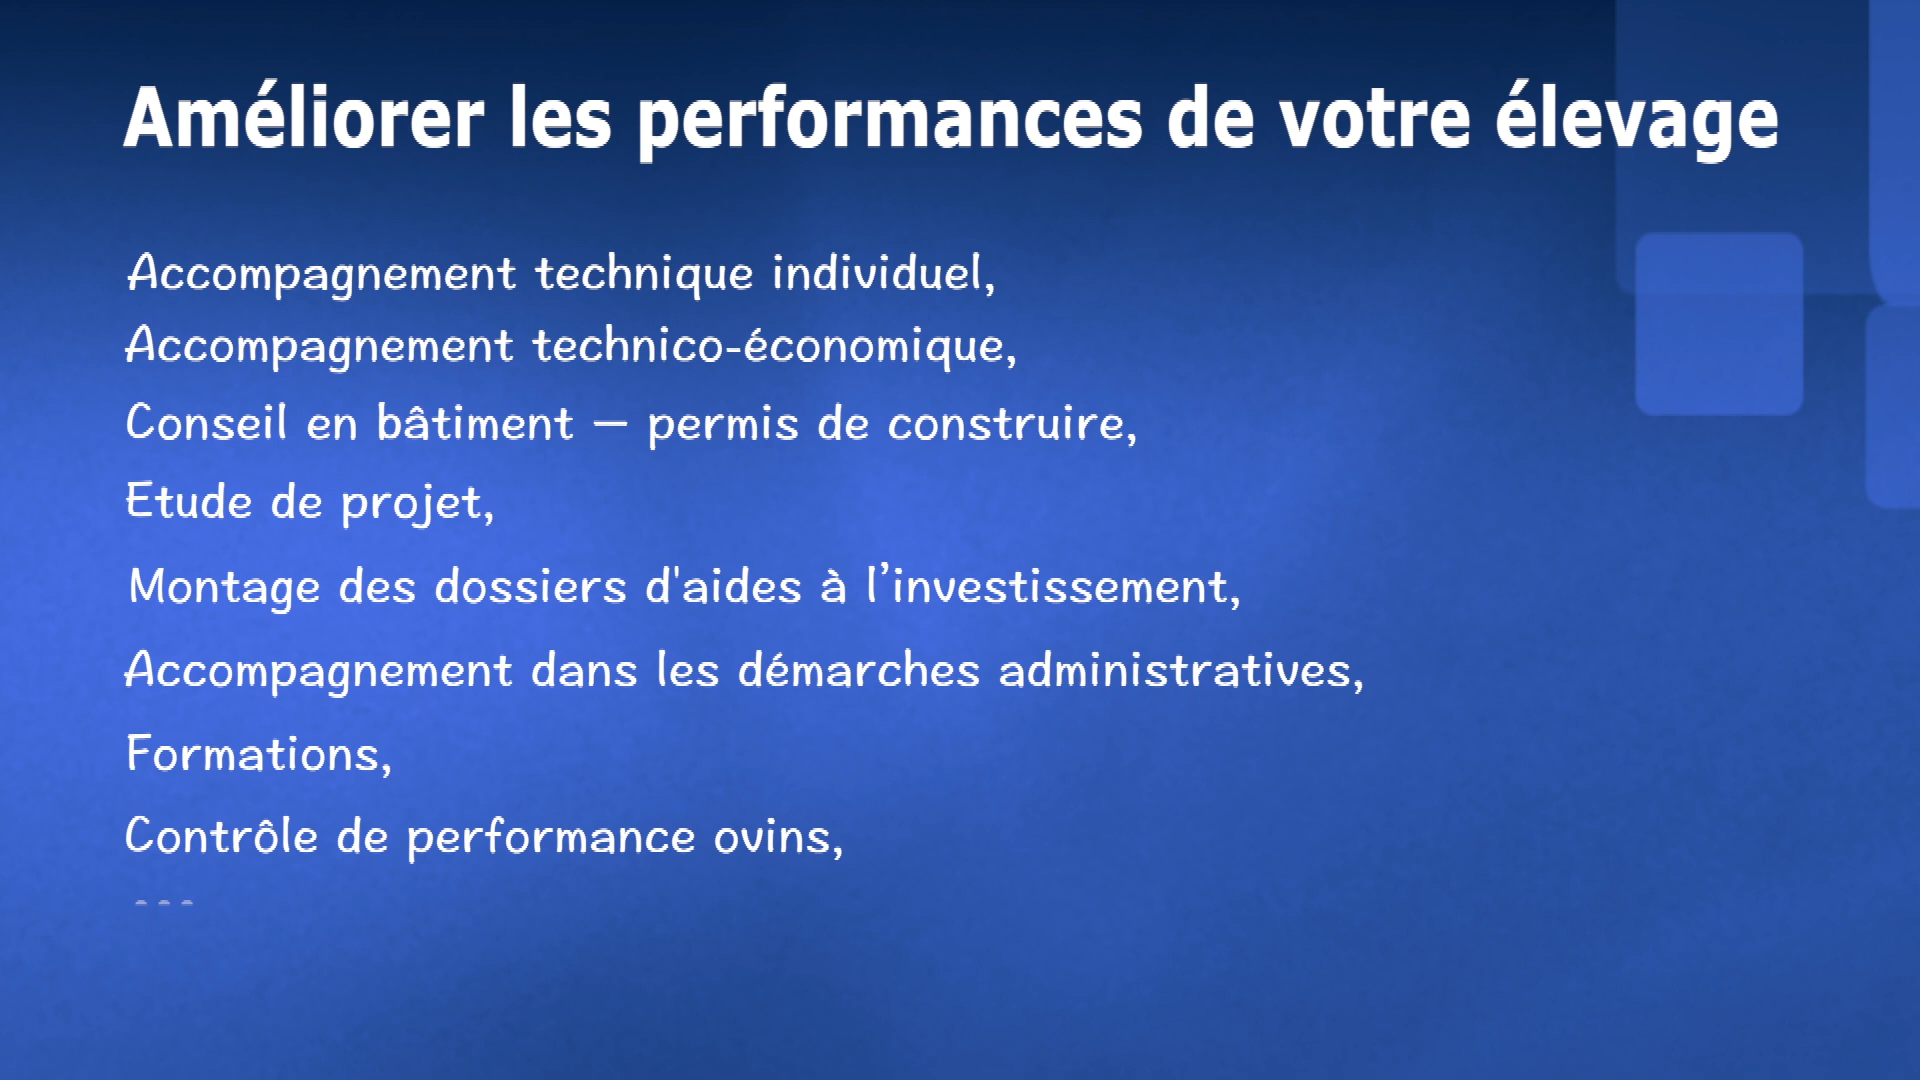 Améliorer les performances de votre élevage
Accompagnement technique individuel,
Accompagnement technico-économique,
Conseil en bâtiment – permis de construire,
Etude de projet,
Montage des dossiers d'aides à l’investissement,
Accompagnement dans les démarches administratives,
Formations,
Contrôle de performance ovins,
...